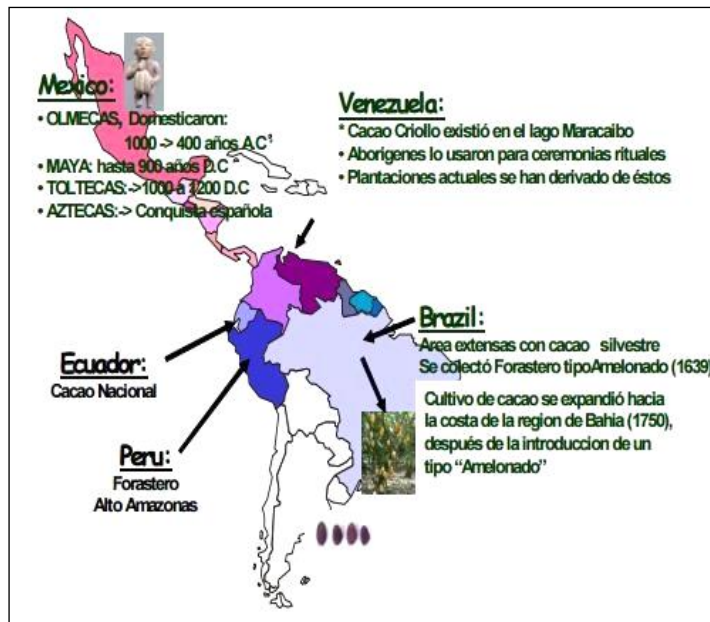 Mexico:
• OLMECAS, Domesticaron:
1000 -> 400 años A.C
• MAYA: hasta 900 años D.C
• TOLTECAS:->1000 a 1200 D.C
• AZTECAS:-> Conquista española
Venezuela:
* Cacao Criollo existió en el lago Maracaibo
• Aborígenes lo usaron para ceremonias rituales
• Plantaciones actuales se han derivado de éstos
Brazil:
Area extensas con cacao silvestre
Se colectó Forastero tipoAmelonado (1639)
Cultivo de cacao se expandió hacia
la costa de la region de Bahía (1750),
después de la introduccion de un
tipo “Amelonado”
Ecuador:
Cacao Nacional
Peru:
Forastero
Alto Amazonas